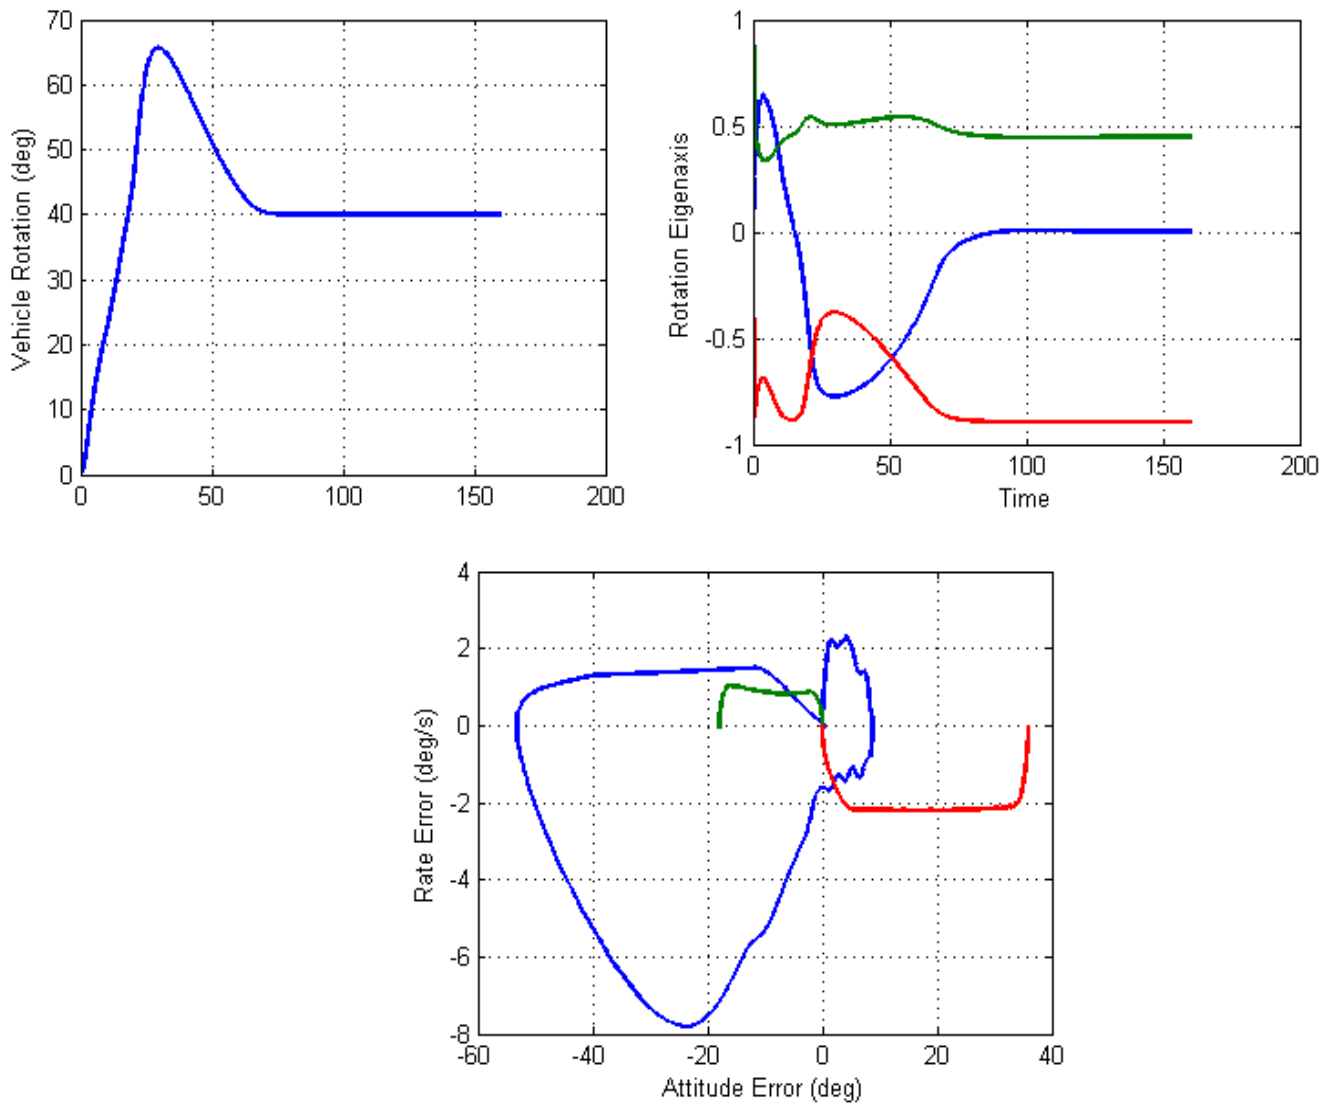 70
60
50
40
30
20
10
0
Vehicle Rotation (deg)
0 50 100 150 200
1
0.5
0
-0.5
-1
Rotation Eigenaxis
0 50 100 150 200
Time
4
2
0
-2
-4
-6
-8
Rate Error (deg/s)
-60 -40 -20 0 20 40
Attitude Error (deg)